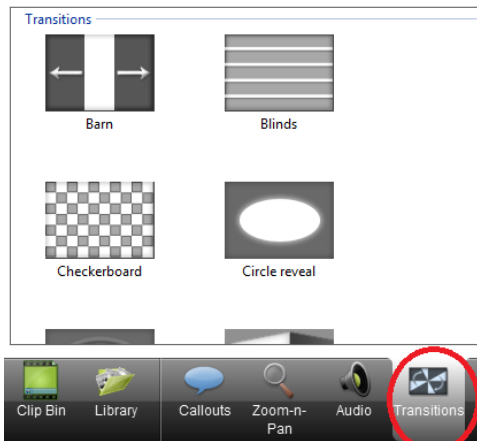 Transitions
Barn
Blinds
Checkerboard
Circle reveal
Clip Bin
Library
Callouts
Zoom-n-
Pan
Audio
Transitions